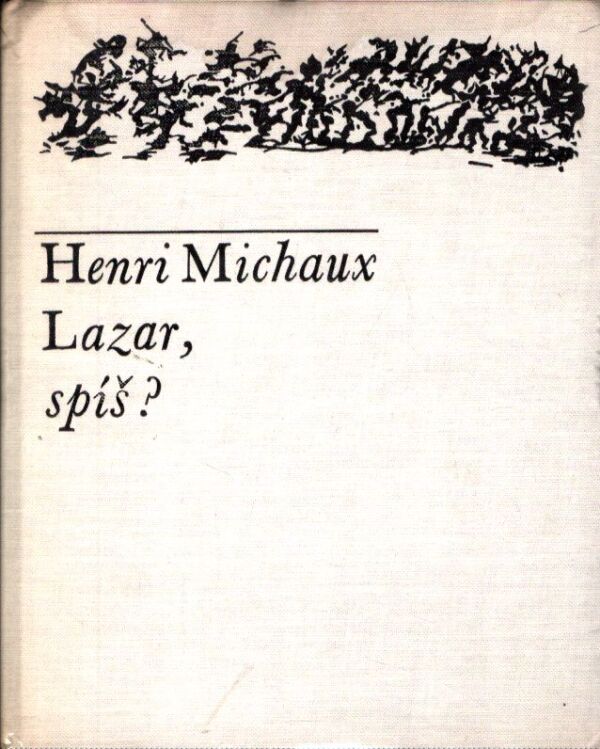 Henri Michaux
Lazar,
spíš?